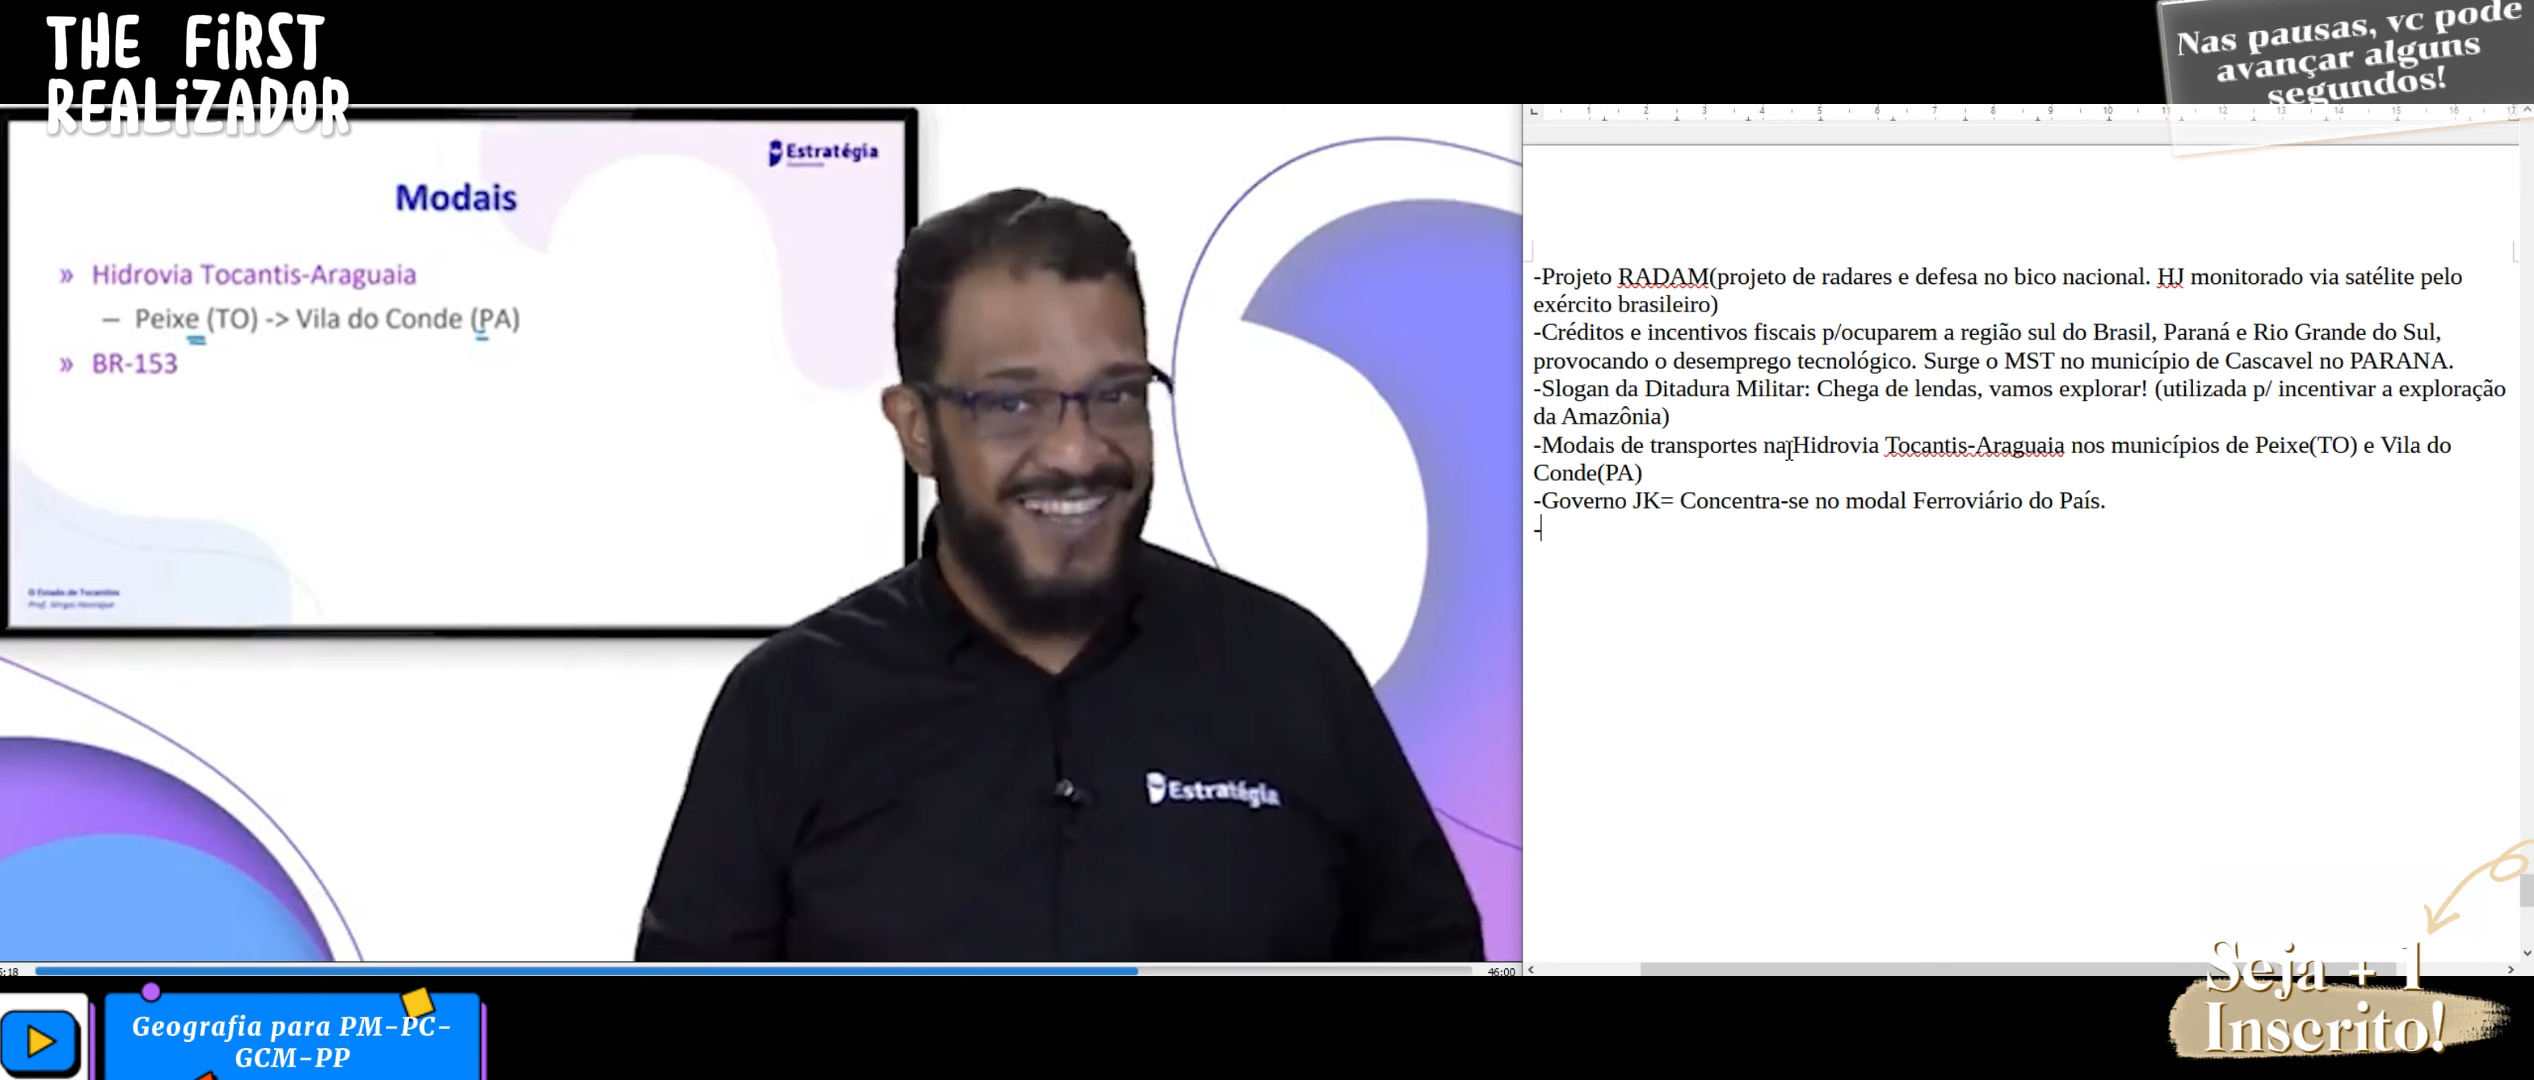 THE FiRST
REALiZADOR
Nas pausas, vc pode
avançar alguns
segundos!
Estratégia
Modais
» Hidrovia Tocantis-Araguaia
– Peixe (TO) -> Vila do Conde (PA)
» BR-153
O Estado de Tocantins
Prof. Sérgio Henrique
Estratégia
-Projeto RADAM(projeto de radares e defesa no bico nacional. HJ monitorado via satélite pelo
exército brasileiro)
-Créditos e incentivos fiscais p/ocuparem a região sul do Brasil, Paraná e Rio Grande do Sul,
provocando o desemprego tecnológico. Surge o MST no município de Cascavel no PARANA.
-Slogan da Ditadura Militar: Chega de lendas, vamos explorar! (utilizada p/ incentivar a exploração
da Amazônia)
-Modais de transportes na Hidrovia Tocantis-Araguaia nos municípios de Peixe(TO) e Vila do
Conde(PA)
-Governo JK= Concentra-se no modal Ferroviário do País.
-
46:00
Geografia para PM-PC-
GCM-PP
Seja + 1
Inscrito!